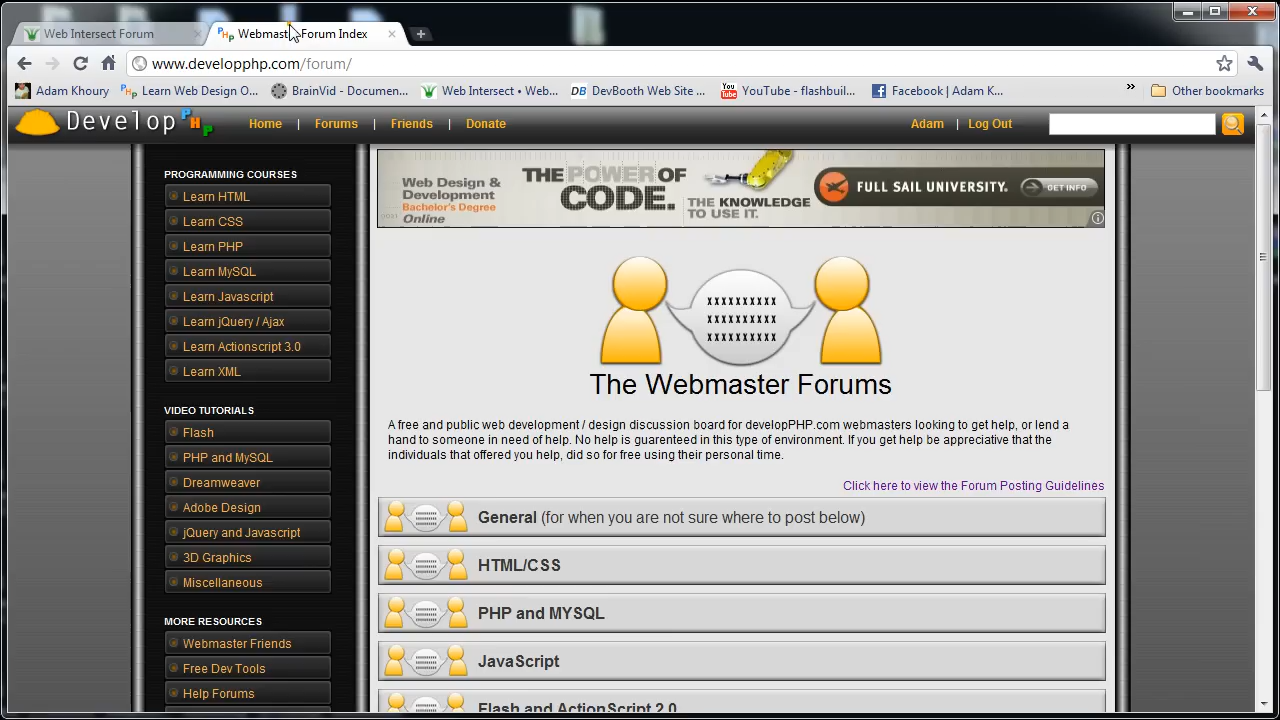 Web Intersect Forum
Webmaster Forum Index
www.developphp.com/forum/
Adam Khoury
Learn Web Design O...
BrainVid - Documen...
Web Intersect • Web...
DevBooth Web Site ...
YouTube - flashbuil...
Facebook | Adam K...
»
Other bookmarks
Develop PHP
Home | Forums | Friends | Donate
Adam | Log Out
PROGRAMMING COURSES
Learn HTML
Learn CSS
Learn PHP
Learn MySQL
Learn Javascript
Learn jQuery / Ajax
Learn Actionscript 3.0
Learn XML
VIDEO TUTORIALS
Flash
PHP and MySQL
Dreamweaver
Adobe Design
jQuery and Javascript
3D Graphics
Miscellaneous
MORE RESOURCES
Webmaster Friends
Free Dev Tools
Help Forums
Web Design &
Development
Bachelor's Degree
Online
THE POWER OF
CODE.
THE KNOWLEDGE
TO USE IT.
FULL SAIL UNIVERSITY.
GET INFO
XXXXXXXXXX
XXXXXXXXXX
XXXXXXXXXX
The Webmaster Forums
A free and public web development / design discussion board for developPHP.com webmasters looking to get help, or lend a
hand to someone in need of help. No help is guarenteed in this type of environment. If you get help be appreciative that the
individuals that offered you help, did so for free using their personal time.
Click here to view the Forum Posting Guidelines
General (for when you are not sure where to post below)
HTML/CSS
PHP and MYSQL
JavaScript
Flash and ActionScript 2.0